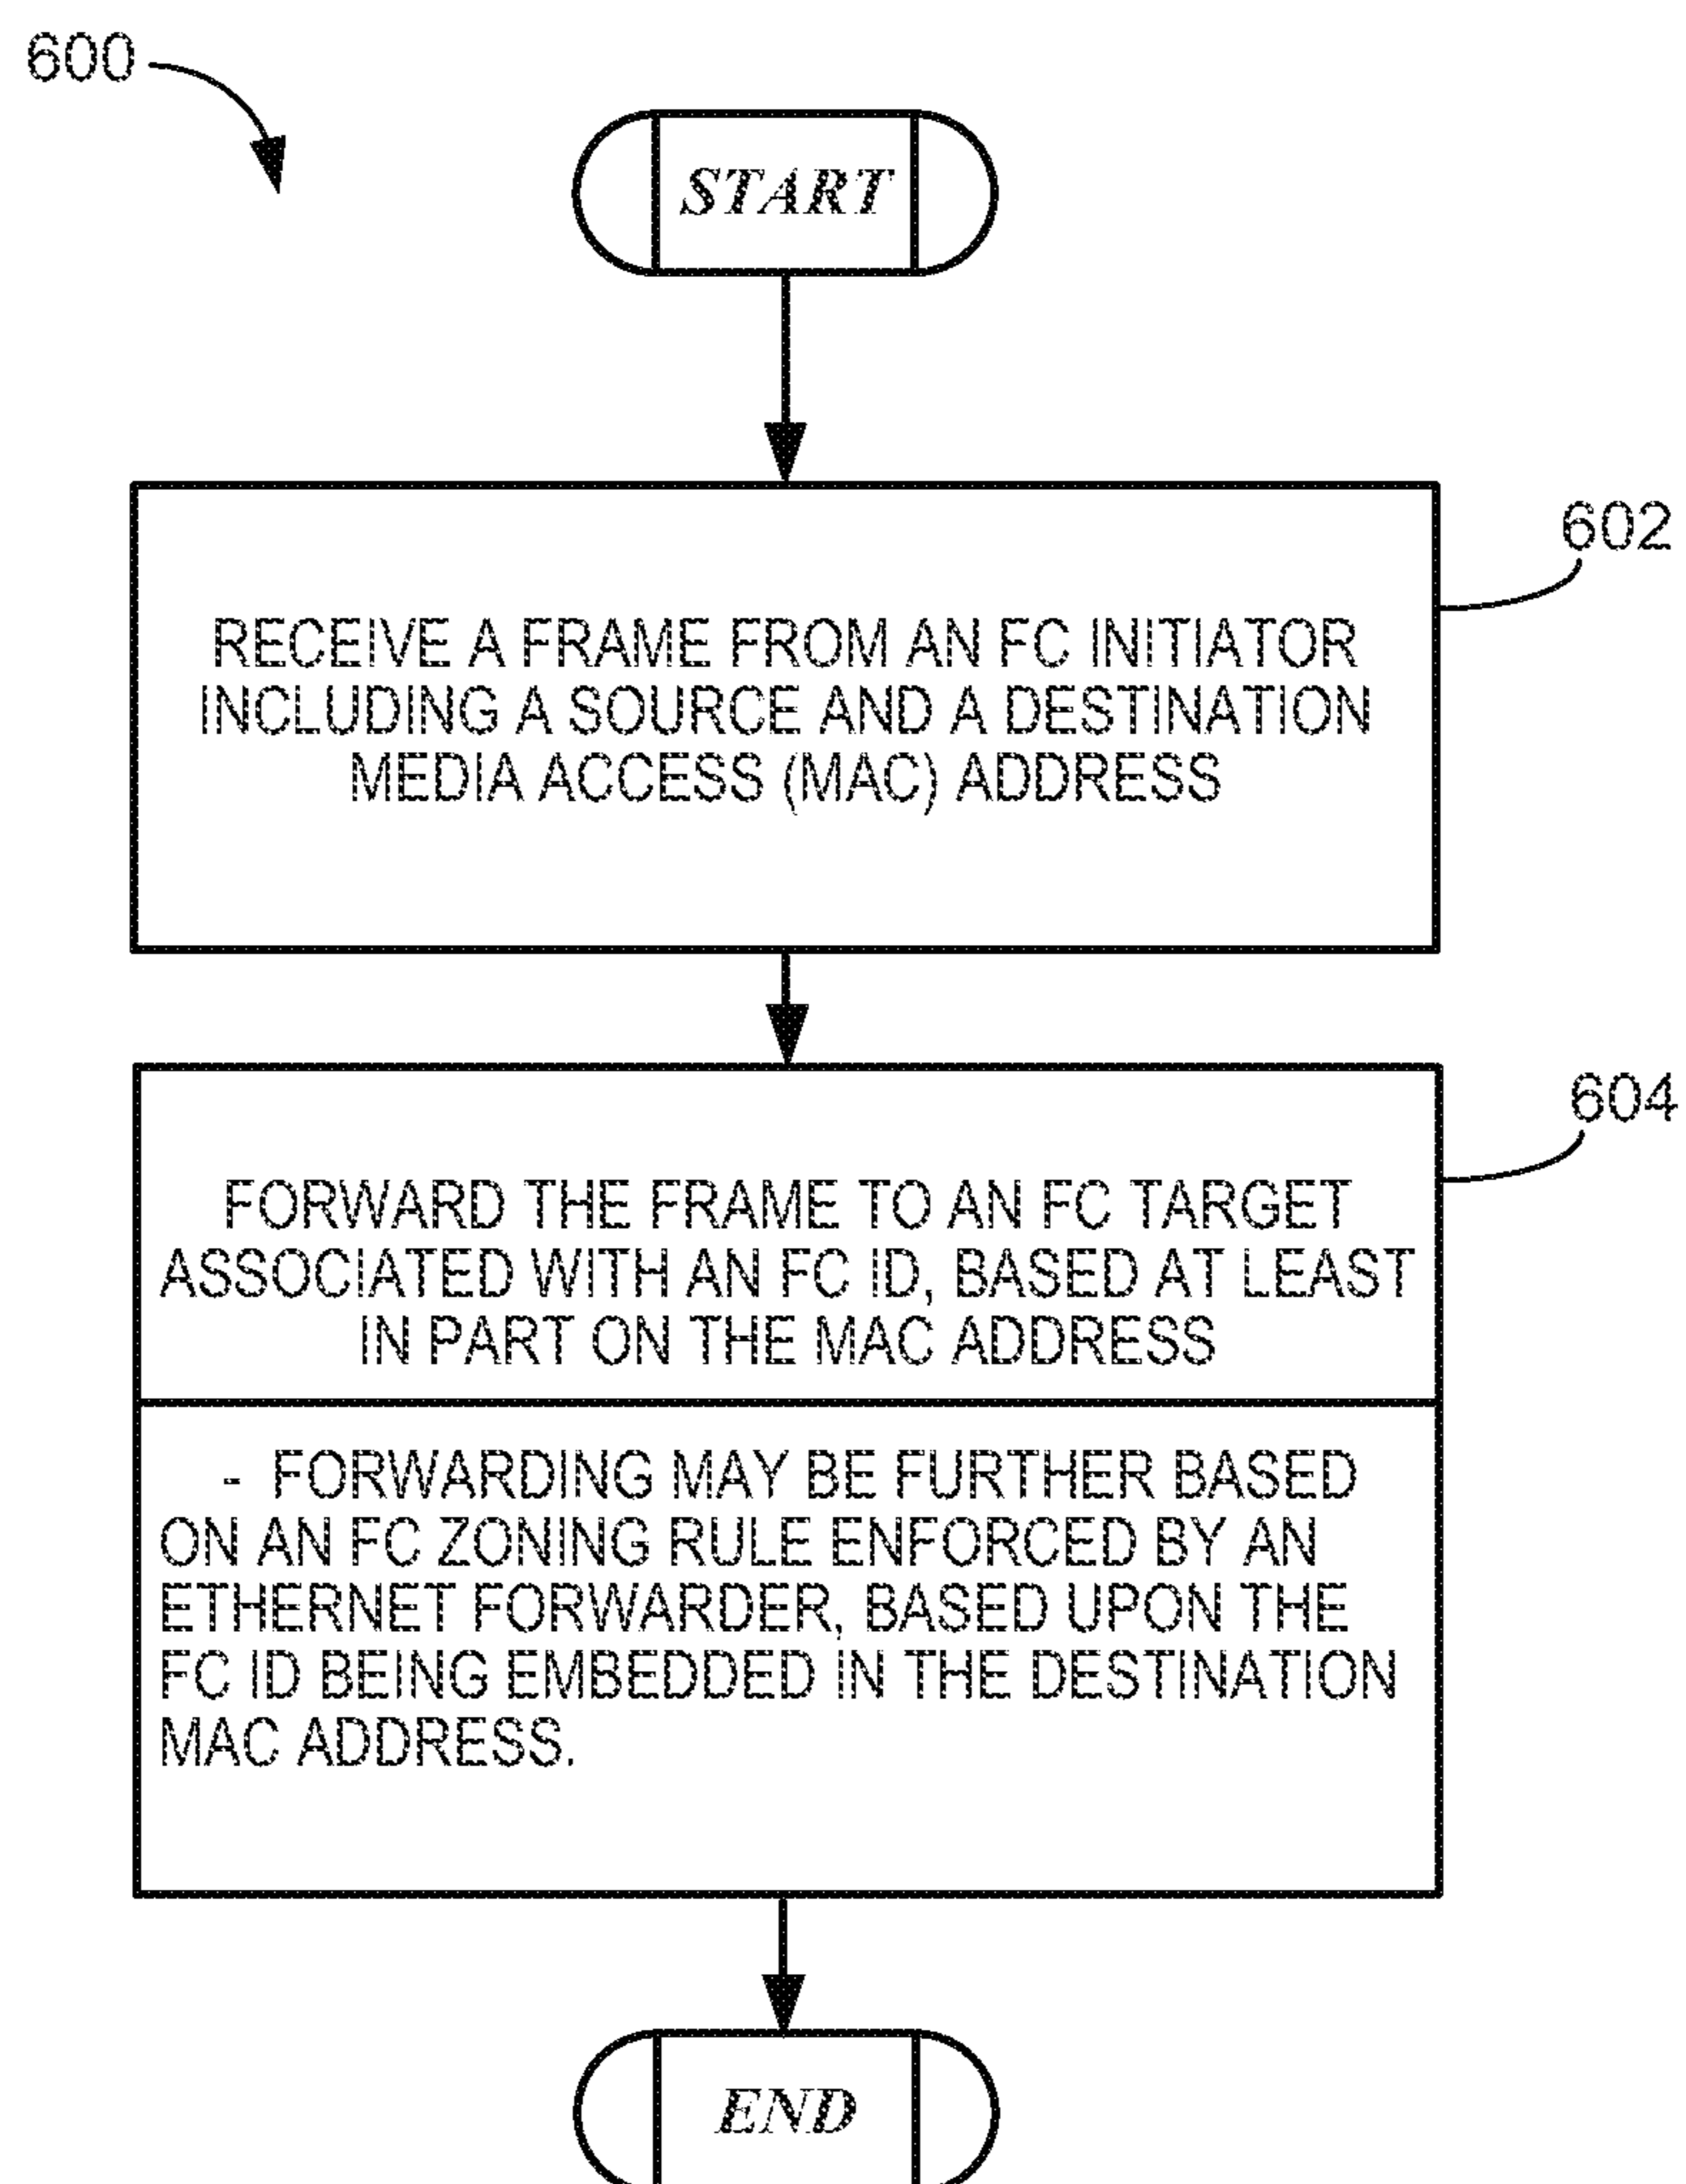 600
START
602
RECEIVE A FRAME FROM AN FC INITIATOR
INCLUDING A SOURCE AND A DESTINATION
MEDIA ACCESS (MAC) ADDRESS
604
FORWARD THE FRAME TO AN FC TARGET
ASSOCIATED WITH AN FC ID, BASED AT LEAST
IN PART ON THE MAC ADDRESS
- FORWARDING MAY BE FURTHER BASED
ON AN FC ZONING RULE ENFORCED BY AN
ETHERNET FORWARDER, BASED UPON THE
FC ID BEING EMBEDDED IN THE DESTINATION
MAC ADDRESS.
END